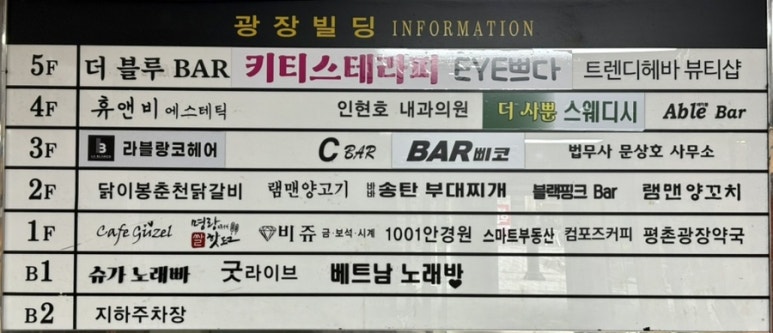 광장빌딩 INFORMATION
5F 더 블루 BAR 키티스테라피 EYE쁘다 트렌디헤바 뷰티샵
4F 휴앤비 에스테틱 인현호 내과의원 더 사뿐 스웨디시 Able Bar
3F 라블랑코헤어 C BAR BAR삐코 법무사 문상호 사무소
2F 닭이봉춘천닭갈비 램맨양고기 송탄 부대찌개 블랙핑크 Bar 램맨양꼬치
1F Cafe Güzel 명랑 쌀 핫도그 비쥬 금·보석·시계 1001안경원 스마트부동산 컴포즈커피 평촌광장약국
B1 슈가 노래빠 굿라이브 베트남 노래방
B2 지하주차장